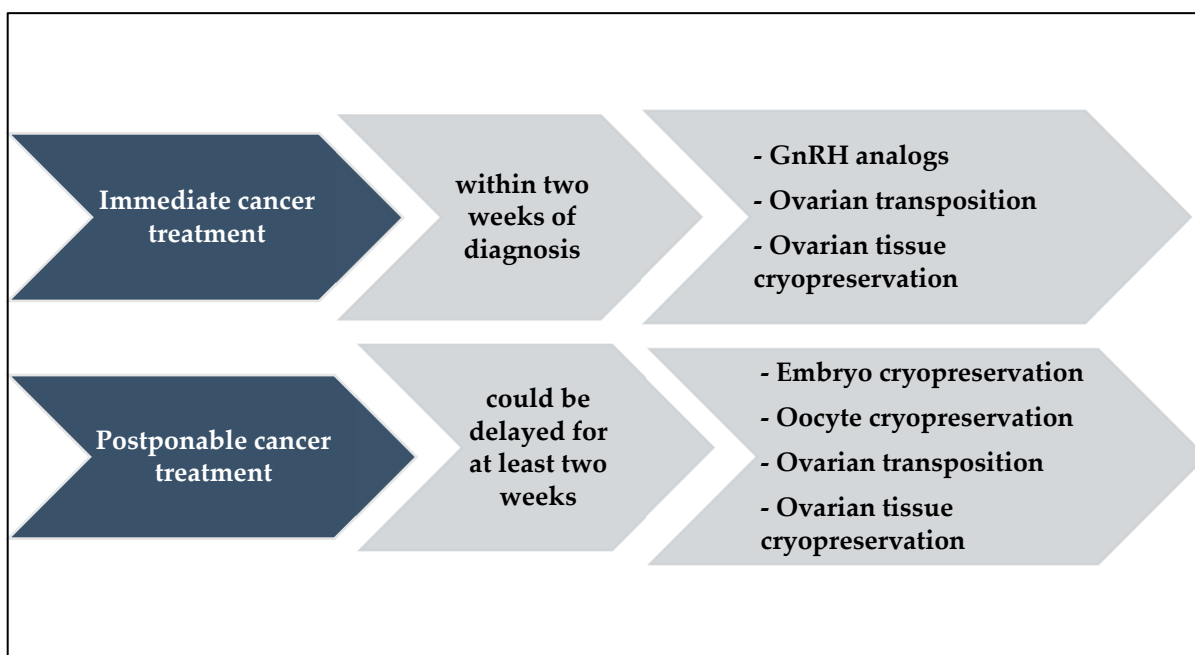 Immediate cancer
treatment
within two
weeks of
diagnosis
- GnRH analogs
- Ovarian transposition
- Ovarian tissue
cryopreservation
Postponable cancer
treatment
could be
delayed for
at least two
weeks
- Embryo cryopreservation
- Oocyte cryopreservation
- Ovarian transposition
- Ovarian tissue
cryopreservation